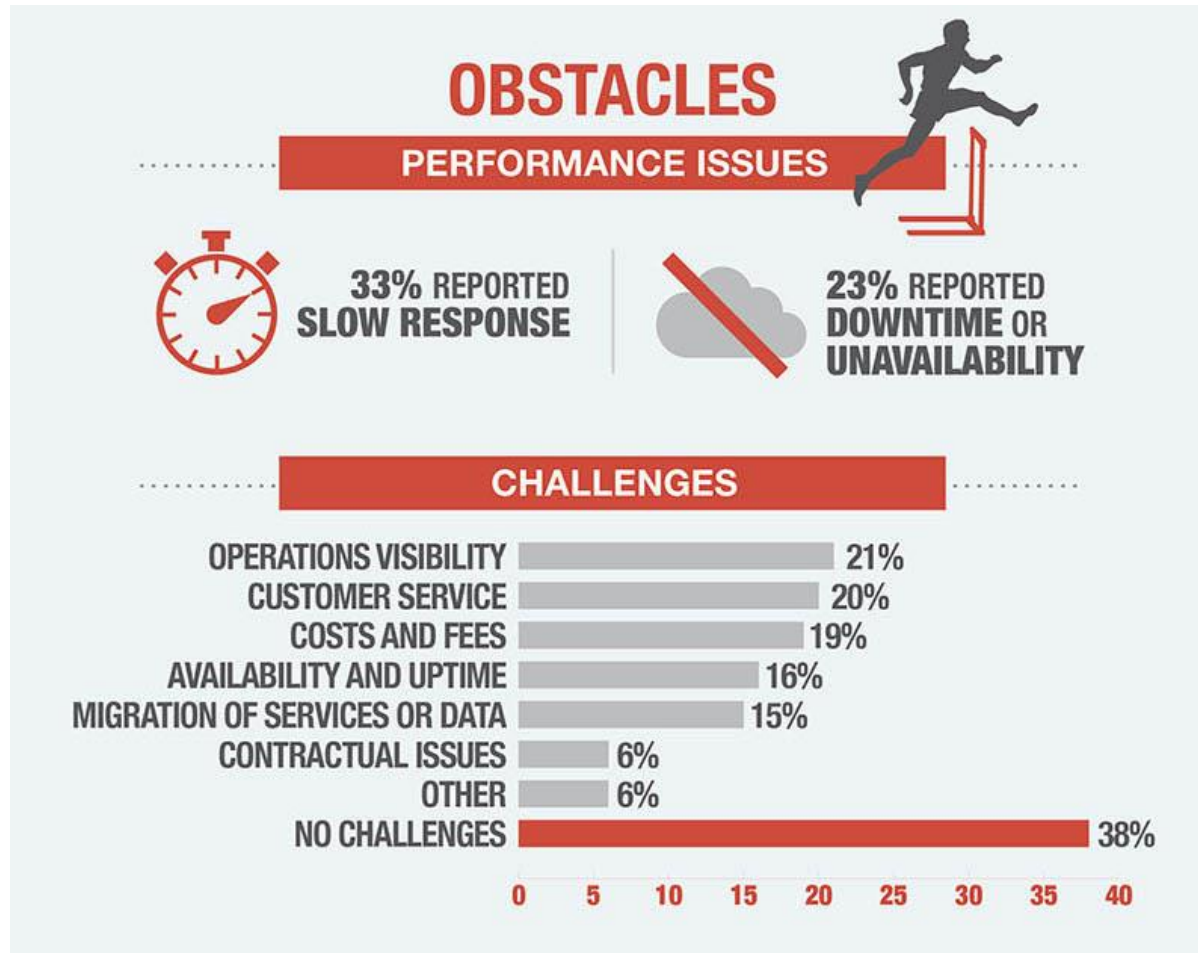 OBSTACLES
PERFORMANCE ISSUES
33% REPORTED
SLOW RESPONSE
23% REPORTED
DOWNTIME OR
UNAVAILABILITY
CHALLENGES
OPERATIONS VISIBILITY 21%
CUSTOMER SERVICE 20%
COSTS AND FEES 19%
AVAILABILITY AND UPTIME 16%
MIGRATION OF SERVICES OR DATA 15%
CONTRACTUAL ISSUES 6%
OTHER 6%
NO CHALLENGES 38%
0 5 10 15 20 25 30 35 40